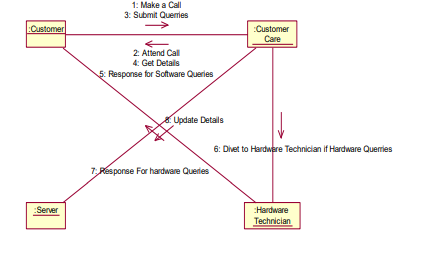 1: Make a Call
3: Submit Querries
:Customer
:Customer
Care
2: Attend Call
4: Get Details
5: Response for Software Queries
8: Update Details
6: Divet to Hardware Technician if Hardware Querries
7: Response For hardware Queries
:Server
:Hardware
Technician